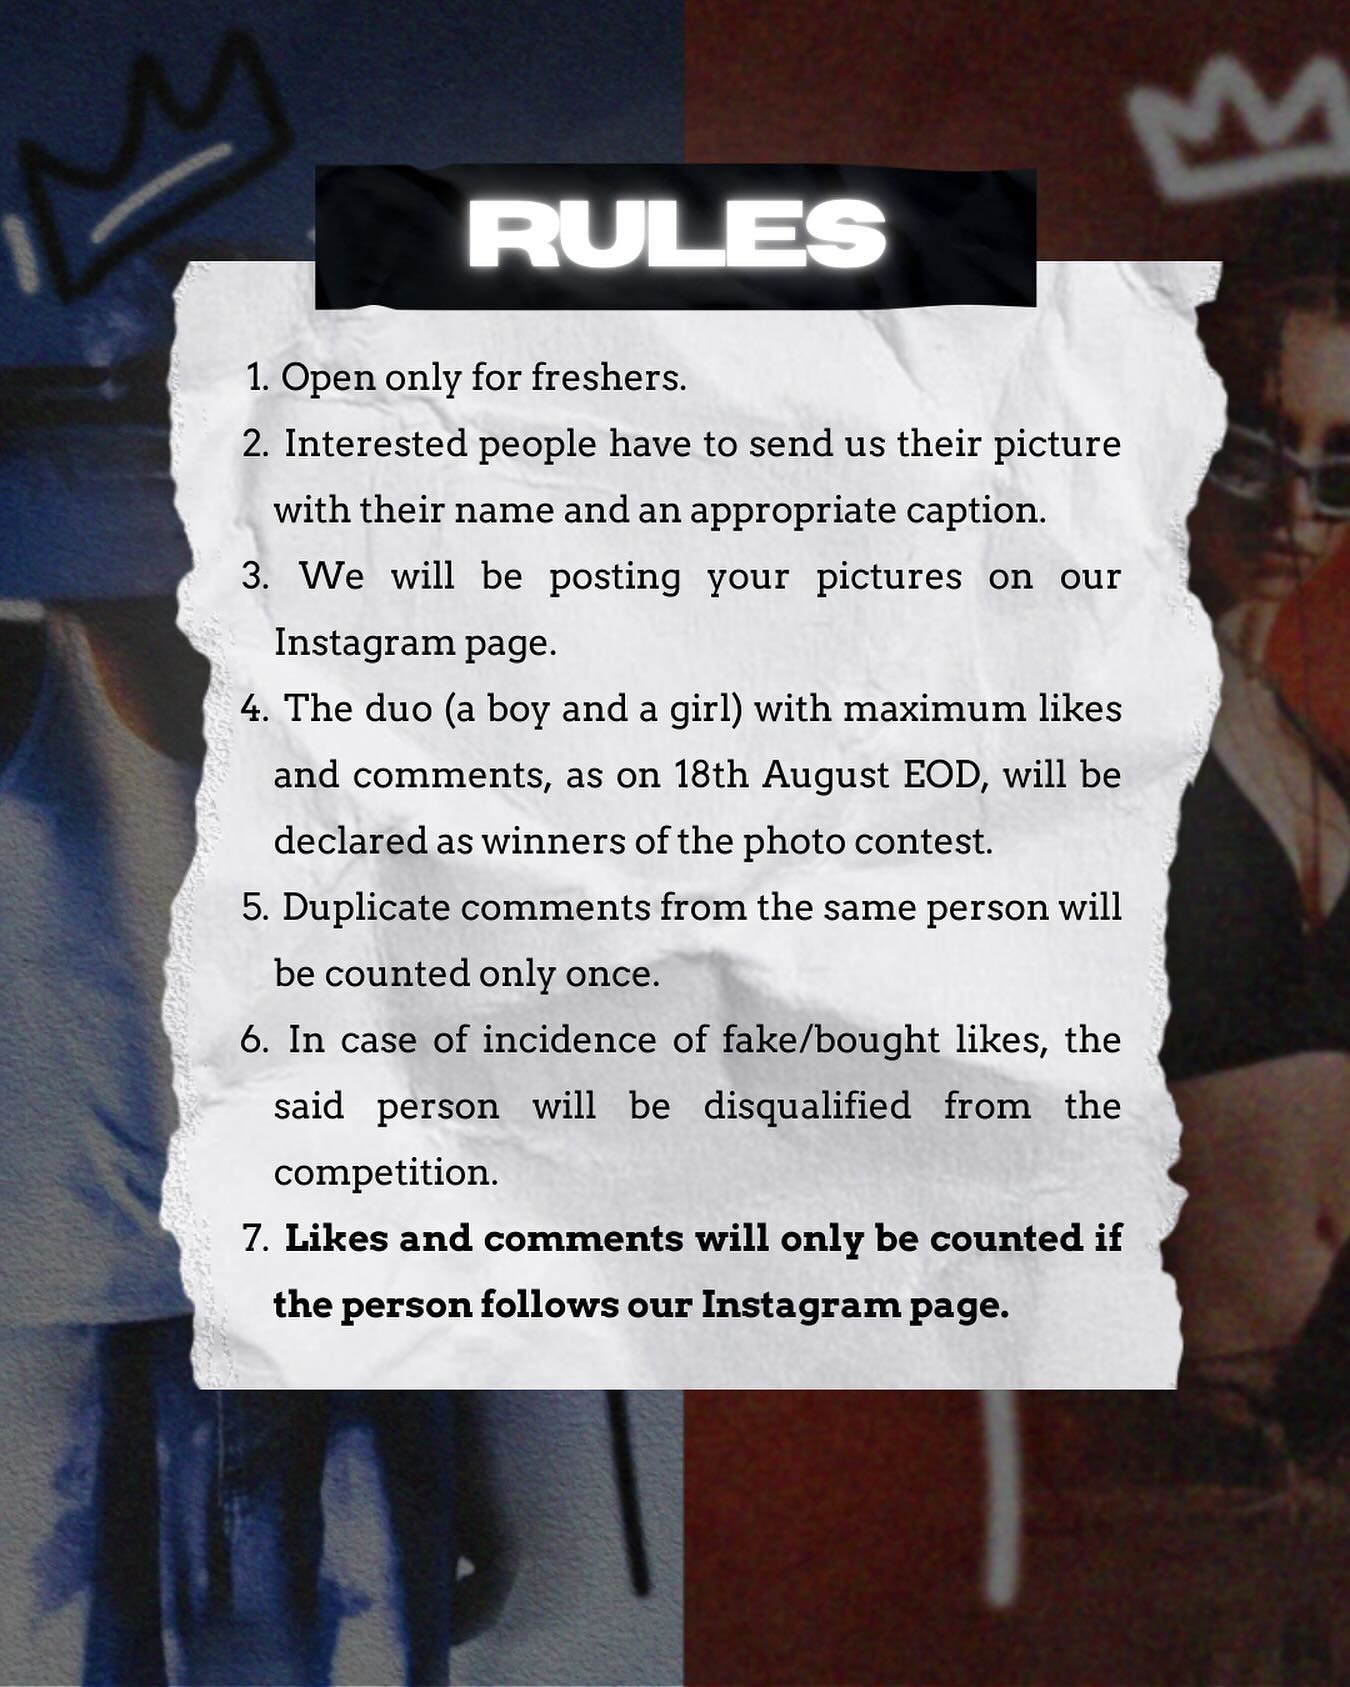 RULES
1. Open only for freshers.
2. Interested people have to send us their picture
with their name and an appropriate caption.
3. We will be posting your pictures on our
Instagram page.
4. The duo (a boy and a girl) with maximum likes
and comments, as on 18th August EOD, will be
declared as winners of the photo contest.
5. Duplicate comments from the same person will
be counted only once.
6. In case of incidence of fake/bought likes, the
said person will be disqualified from the
competition.
7. Likes and comments will only be counted if
the person follows our Instagram page.